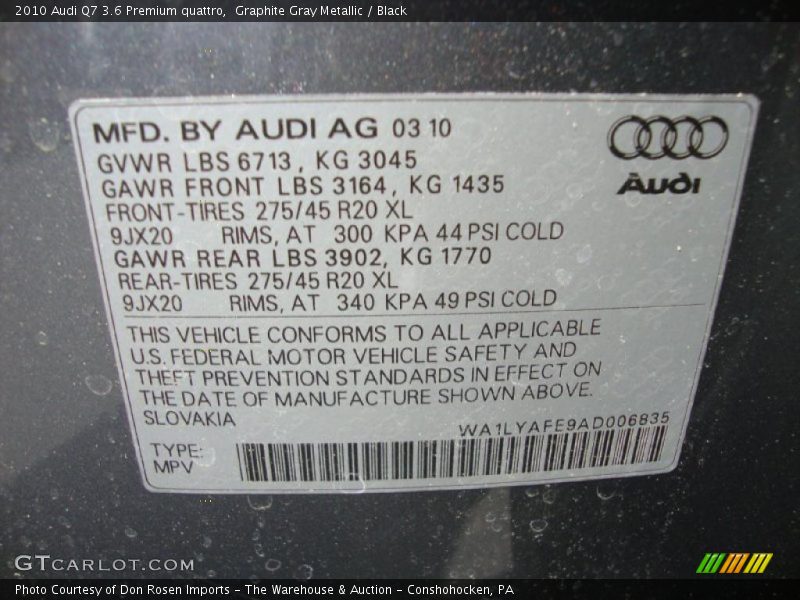 2010 Audi Q7 3.6 Premium quattro,  Graphite Gray Metallic / Black
MFD. BY AUDI AG 03 10
GVWR LBS 6713, KG 3045
GAWR FRONT LBS 3164, KG 1435
FRONT-TIRES 275/45 R20 XL
9JX20 RIMS, AT 300 KPA 44 PSI COLD
GAWR REAR LBS 3902, KG 1770
REAR-TIRES 275/45 R20 XL
9JX20 RIMS, AT 340 KPA 49 PSI COLD
Audi
THIS VEHICLE CONFORMS TO ALL APPLICABLE
U.S. FEDERAL MOTOR VEHICLE SAFETY AND
THEFT PREVENTION STANDARDS IN EFFECT ON
THE DATE OF MANUFACTURE SHOWN ABOVE.
SLOVAKIA
WA1LYAFE9AD006835
TYPE:
MPV
GTCARLOT.COM
Photo Courtesy of Don Rosen Imports - The Warehouse & Auction - Conshohocken, PA